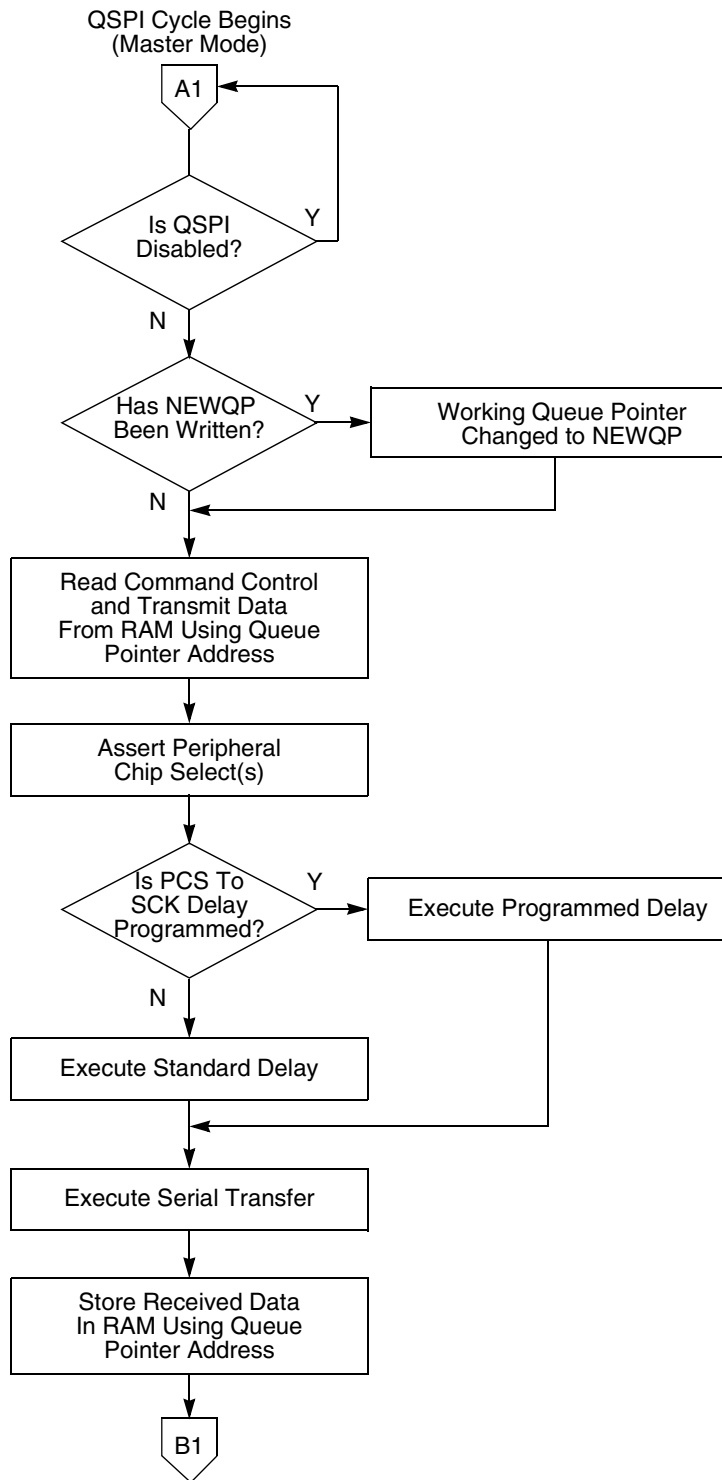 QSPI Cycle Begins
(Master Mode)
A1
Is QSPI
Disabled?
Y
N
Has NEWQP
Been Written?
Y
Working Queue Pointer
Changed to NEWQP
N
Read Command Control
and Transmit Data
From RAM Using Queue
Pointer Address
Assert Peripheral
Chip Select(s)
Is PCS To
SCK Delay
Programmed?
Y
Execute Programmed Delay
N
Execute Standard Delay
Execute Serial Transfer
Store Received Data
In RAM Using Queue
Pointer Address
B1